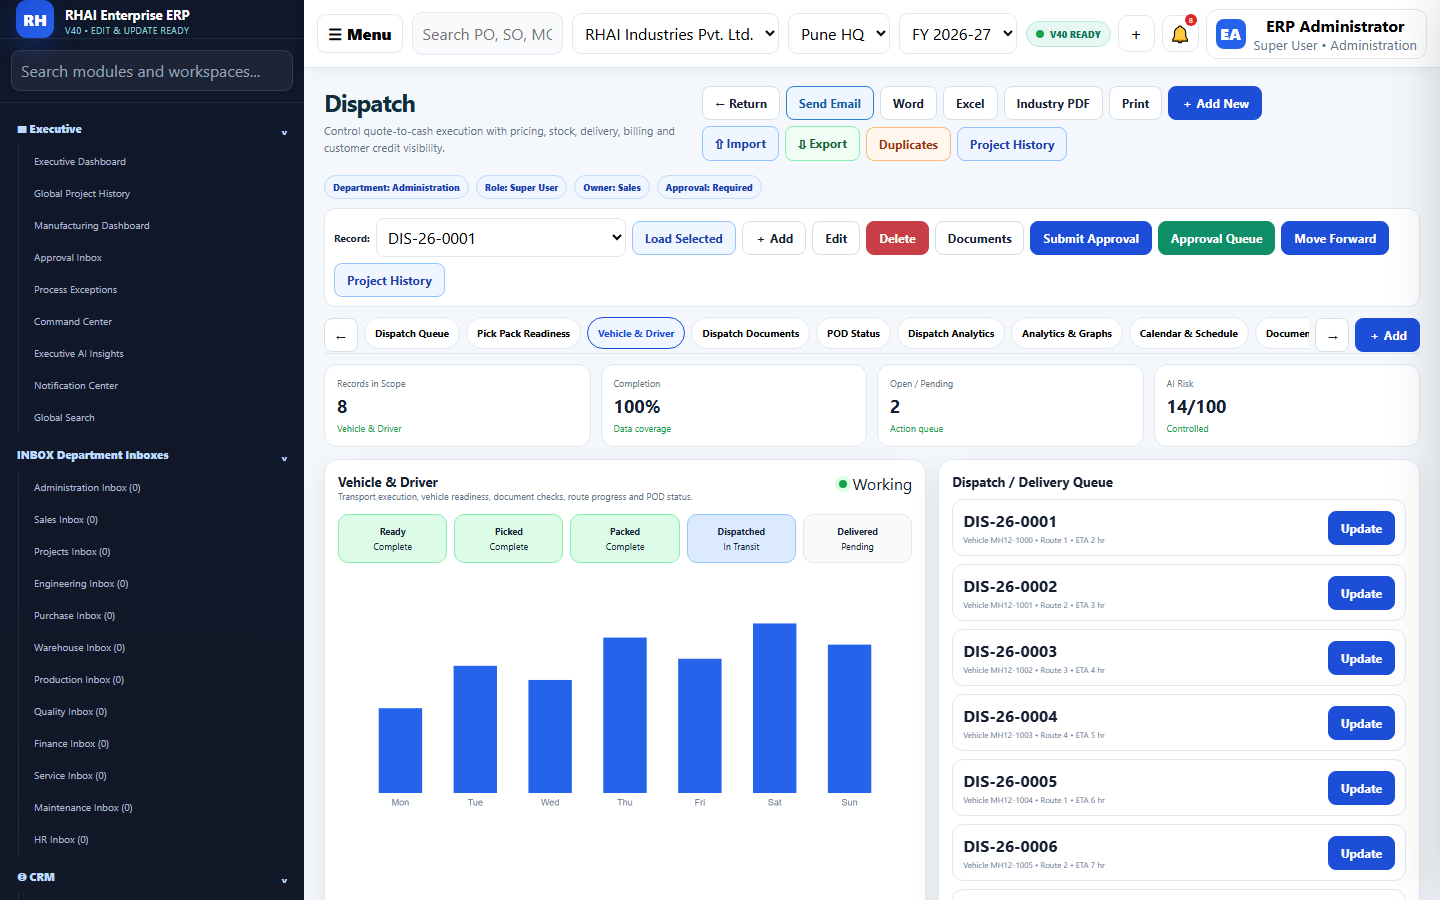 RH
RHAI Enterprise ERP
V40 • EDIT & UPDATE READY
Search modules and workspaces...
Executive
Executive Dashboard
Global Project History
Manufacturing Dashboard
Approval Inbox
Process Exceptions
Command Center
Executive AI Insights
Notification Center
Global Search
INBOX Department Inboxes
Administration Inbox (0)
Sales Inbox (0)
Projects Inbox (0)
Engineering Inbox (0)
Purchase Inbox (0)
Warehouse Inbox (0)
Production Inbox (0)
Quality Inbox (0)
Finance Inbox (0)
Service Inbox (0)
Maintenance Inbox (0)
HR Inbox (0)
CRM
☰ Menu
Search PO, SO, MO
RHAI Industries Pvt. Ltd.
Pune HQ
FY 2026-27
V40 READY
+
8
EA
ERP Administrator
Super User • Administration
Dispatch
Control quote-to-cash execution with pricing, stock, delivery, billing and
customer credit visibility.
← Return
Send Email
Word
Excel
Industry PDF
Print
+ Add New
⇧ Import
⇩ Export
Duplicates
Project History
Department: Administration
Role: Super User
Owner: Sales
Approval: Required
Record:
DIS-26-0001
Load Selected
+ Add
Edit
Delete
Documents
Submit Approval
Approval Queue
Move Forward
Project History
←
Dispatch Queue
Pick Pack Readiness
Vehicle & Driver
Dispatch Documents
POD Status
Dispatch Analytics
Analytics & Graphs
Calendar & Schedule
Documen
→
+ Add
Records in Scope
8
Vehicle & Driver
Completion
100%
Data coverage
Open / Pending
2
Action queue
AI Risk
14/100
Controlled
Vehicle & Driver
Transport execution, vehicle readiness, document checks, route progress and POD status.
Working
Ready
Complete
Picked
Complete
Packed
Complete
Dispatched
In Transit
Delivered
Pending
Mon
Tue
Wed
Thu
Fri
Sat
Sun
Dispatch / Delivery Queue
DIS-26-0001
Vehicle MH12-1000 • Route 1 • ETA 2 hr
Update
DIS-26-0002
Vehicle MH12-1001 • Route 2 • ETA 3 hr
Update
DIS-26-0003
Vehicle MH12-1002 • Route 3 • ETA 4 hr
Update
DIS-26-0004
Vehicle MH12-1003 • Route 4 • ETA 5 hr
Update
DIS-26-0005
Vehicle MH12-1004 • Route 1 • ETA 6 hr
Update
DIS-26-0006
Vehicle MH12-1005 • Route 2 • ETA 7 hr
Update